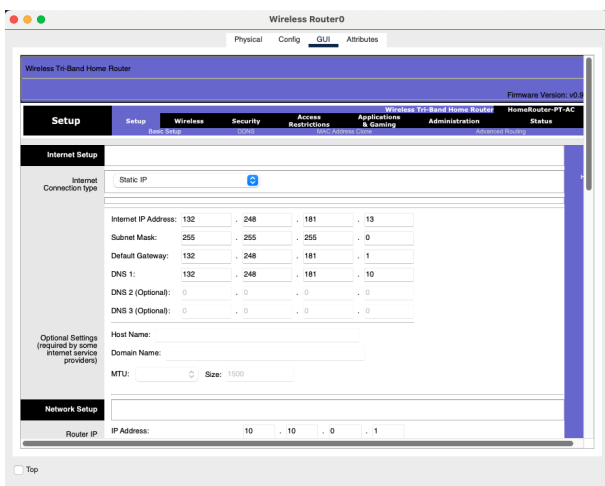 Wireless Router0
Physical Config GUI Attributes
Wireless Tri-Band Home Router
Firmware Version: v0.9
Wireless Tri-Band Home Router HomeRouter-PT-AC
Setup
Setup Wireless Security Access Restrictions Applications & Gaming Administration Status
Basic Setup DDNS MAC Address Clone Advanced Routing
Internet Setup
Internet Connection type
Static IP
Internet IP Address: 132 . 248 . 181 . 13
Subnet Mask: 255 . 255 . 255 . 0
Default Gateway: 132 . 248 . 181 . 1
DNS 1: 132 . 248 . 181 . 10
DNS 2 (Optional): 0 . 0 . 0 . 0
DNS 3 (Optional): 0 . 0 . 0 . 0
Optional Settings
(required by some
internet service
providers)
Host Name:
Domain Name:
MTU: Size: 1500
Network Setup
Router IP
IP Address: 10 . 10 . 0 . 1
Top